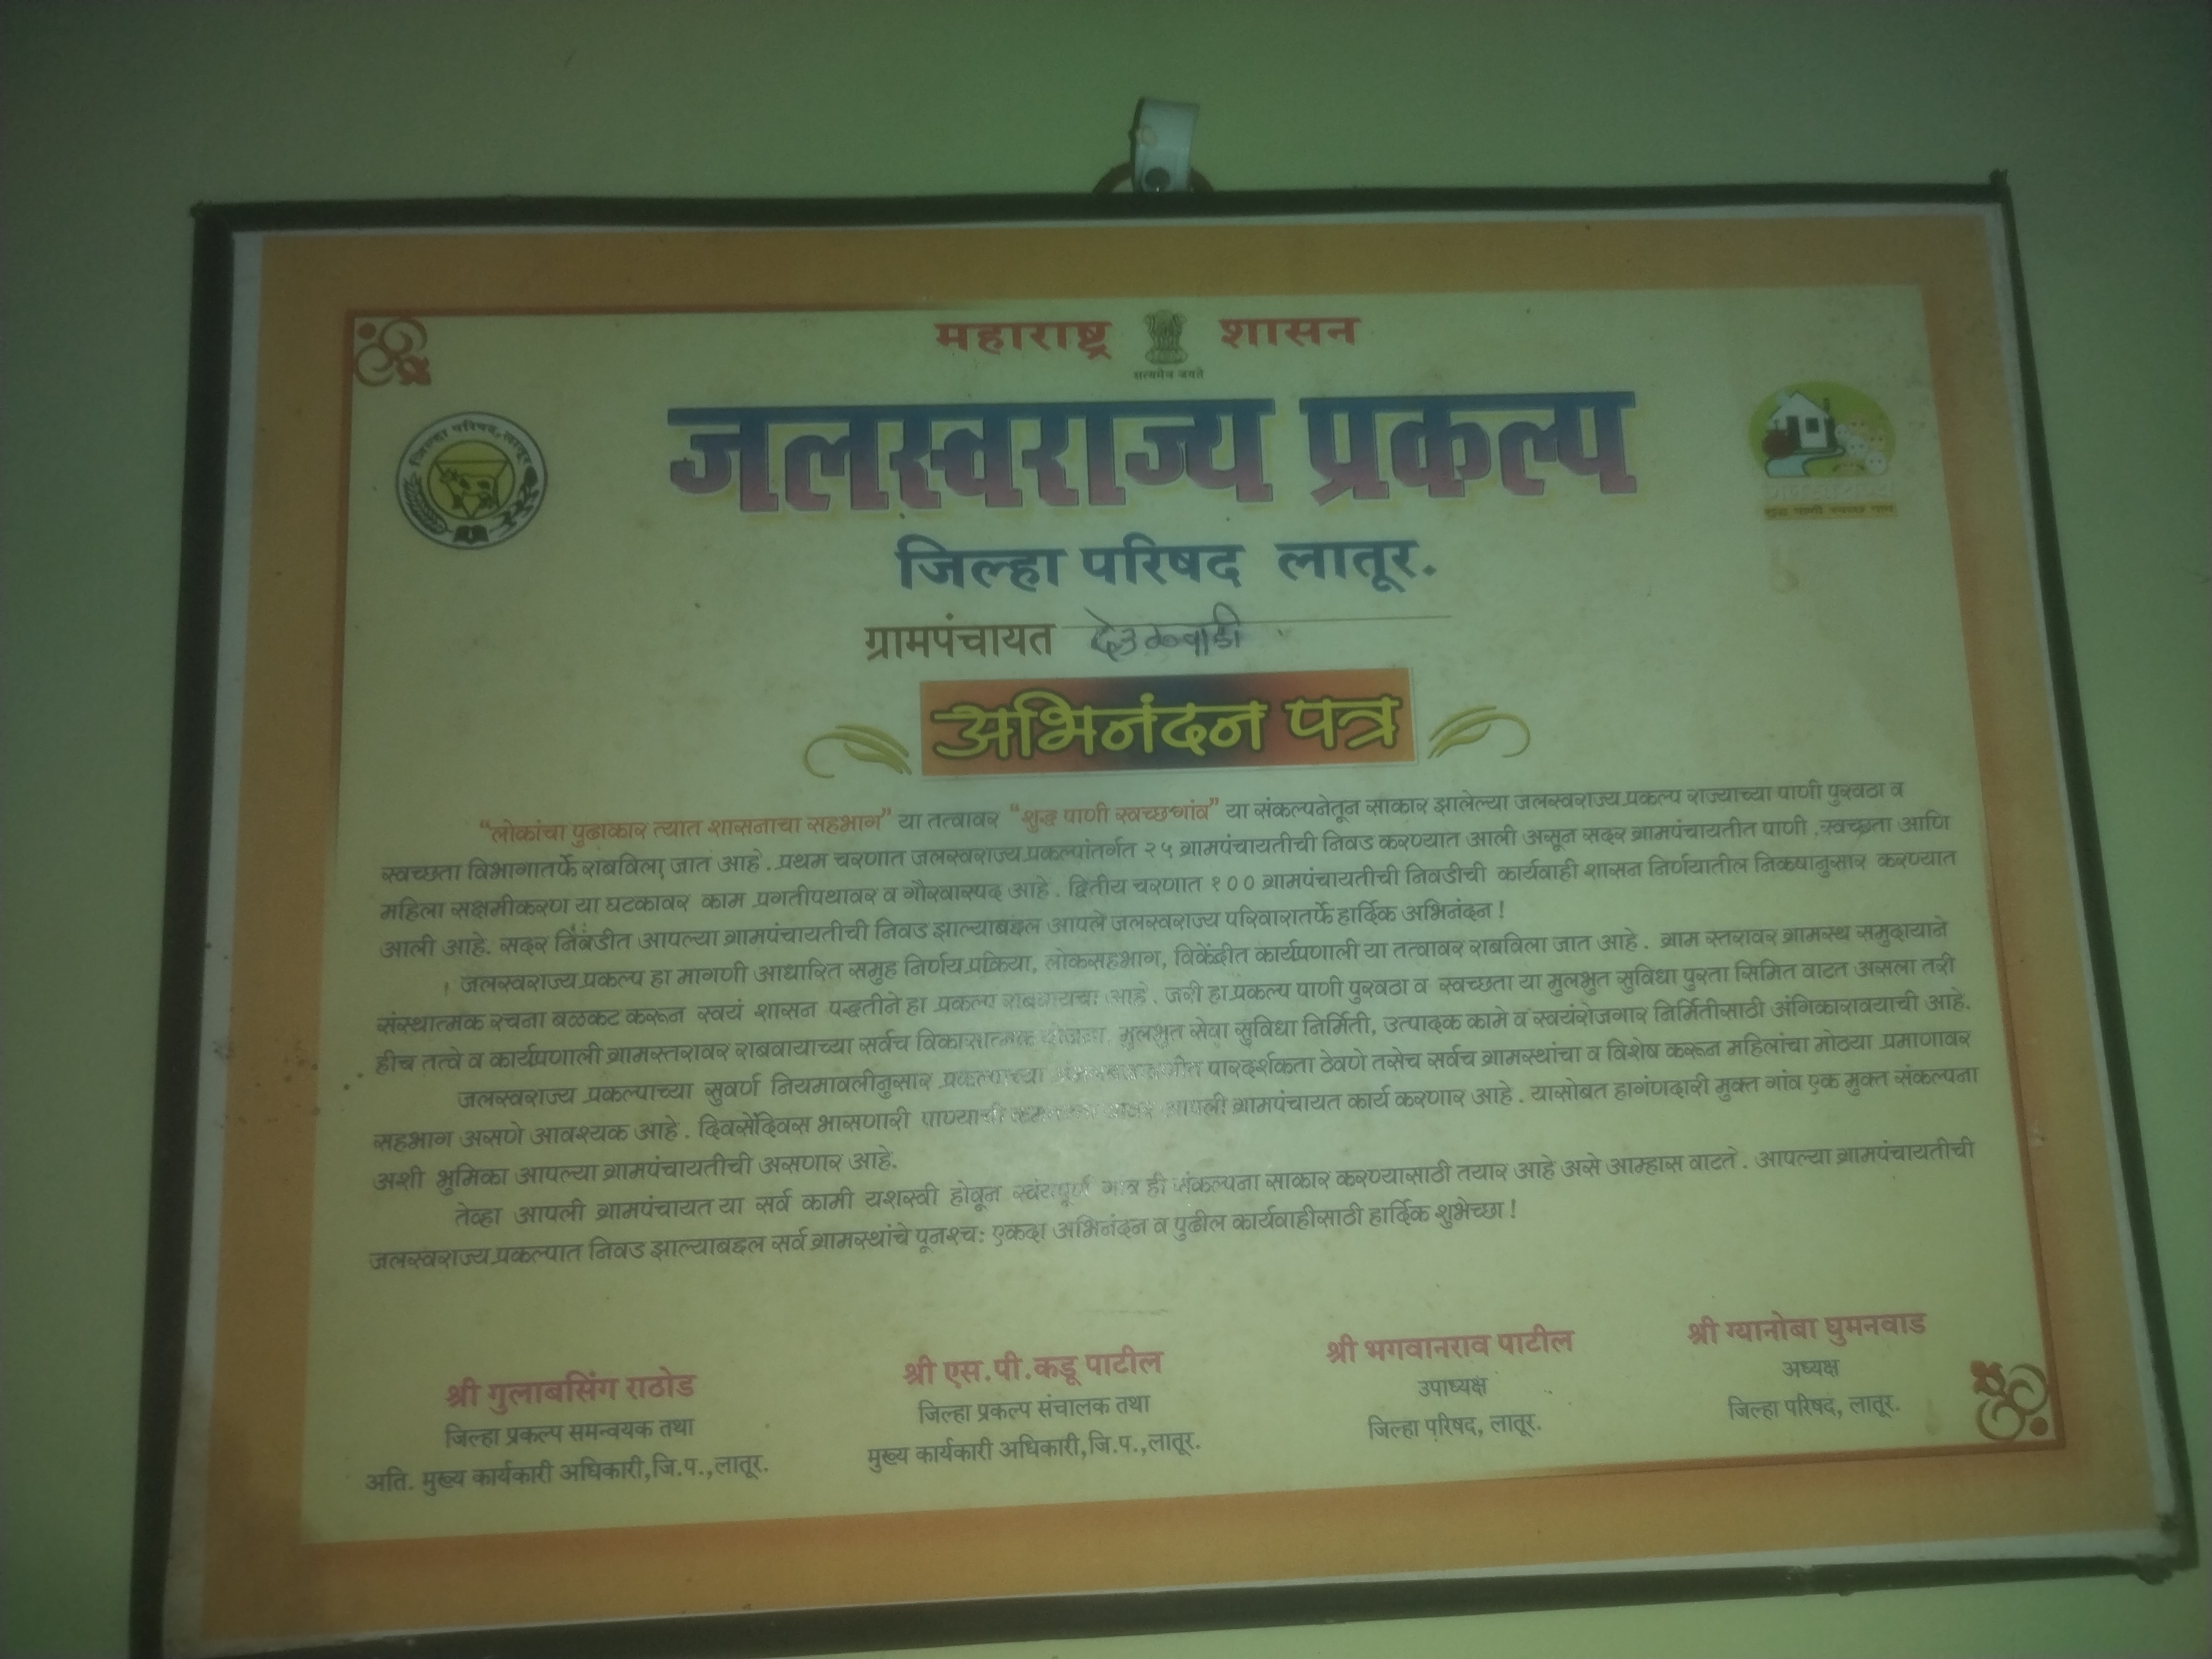 महाराष्ट्र शासन
सत्यमेव जयते
जिल्हा परिषद, लातूर
जलस्वराज्य प्रकल्प
शुद्ध पाणी स्वच्छ गाव
जिल्हा परिषद लातूर.
ग्रामपंचायत देऊळवाडी
अभिनंदन पत्र
"लोकांचा पुढाकार त्यात शासनाचा सहभाग" या तत्वावर "शुद्ध पाणी स्वच्छ गांव" या संकल्पनेतून साकार झालेल्या जलस्वराज्य प्रकल्प राज्याच्या पाणी पुरवठा व
स्वच्छता विभागातर्फे राबविला जात आहे. प्रथम चरणात जलस्वराज्य प्रकल्पांतर्गत २५ ग्रामपंचायतीची निवड करण्यात आली असून सदर ग्रामपंचायतीत पाणी, स्वच्छता आणि
महिला सक्षमीकरण या घटकावर काम प्रगतीपथावर व गौरवास्पद आहे. द्वितीय चरणात १०० ग्रामपंचायतीची निवडीची कार्यवाही शासन निर्णयातील निकषानुसार करण्यात
आली आहे. सदर निवडीत आपल्या ग्रामपंचायतीची निवड झाल्याबद्दल आपले जलस्वराज्य परिवारातर्फे हार्दिक अभिनंदन!
जलस्वराज्य प्रकल्प हा मागणी आधारित समुह निर्णय प्रक्रिया, लोकसहभाग, विकेंद्रीत कार्यप्रणाली या तत्वावर राबविला जात आहे. ग्राम स्तरावर ग्रामस्थ समुदायाने
संस्थात्मक रचना बळकट करून स्वयं शासन पद्धतीने हा प्रकल्प राबवायचा आहे. जरी हा प्रकल्प पाणी पुरवठा व स्वच्छता या मुलभुत सुविधा पुरता सिमित वाटत असला तरी
हीच तत्वे व कार्यप्रणाली ग्रामस्तरावर राबवायाच्या सर्वच विकासात्मक योजना, मुलभुत सेवा सुविधा निर्मिती, उत्पादक कामे व स्वयंरोजगार निर्मितीसाठी अंगिकारावयाची आहे.
जलस्वराज्य प्रकल्पाच्या सुवर्ण नियमावलीनुसार प्रकल्पाच्या पारदर्शकता ठेवणे तसेच सर्वच ग्रामस्थांचा व विशेष करून महिलांचा मोठया प्रमाणावर
सहभाग असणे आवश्यक आहे. दिवसेंदिवस भासणारी पाण्याची आपली ग्रामपंचायत कार्य करणार आहे. यासोबत हागंणदारी मुक्त गांव एक मुक्त संकल्पना
अशी भुमिका आपल्या ग्रामपंचायतीची असणार आहे.
तेव्हा आपली ग्रामपंचायत या सर्व कामी यशस्वी होवून स्वंयपूर्ण गाव ही संकल्पना साकार करण्यासाठी तयार आहे असे आम्हास वाटते. आपल्या ग्रामपंचायतीची
जलस्वराज्य प्रकल्पात निवड झाल्याबद्दल सर्व ग्रामस्थांचे पूनश्च: एकदा अभिनंदन व पुढील कार्यवाहीसाठी हार्दिक शुभेच्छा!
श्री गुलाबसिंग राठोड
जिल्हा प्रकल्प समन्वयक तथा
अति. मुख्य कार्यकारी अधिकारी,जि.प.,लातूर.
श्री एस.पी.कडू पाटील
जिल्हा प्रकल्प संचालक तथा
मुख्य कार्यकारी अधिकारी,जि.प.,लातूर.
श्री भगवानराव पाटील
उपाध्यक्ष
जिल्हा परिषद, लातूर.
श्री ग्यानोबा घुमनवाड
अध्यक्ष
जिल्हा परिषद, लातूर.